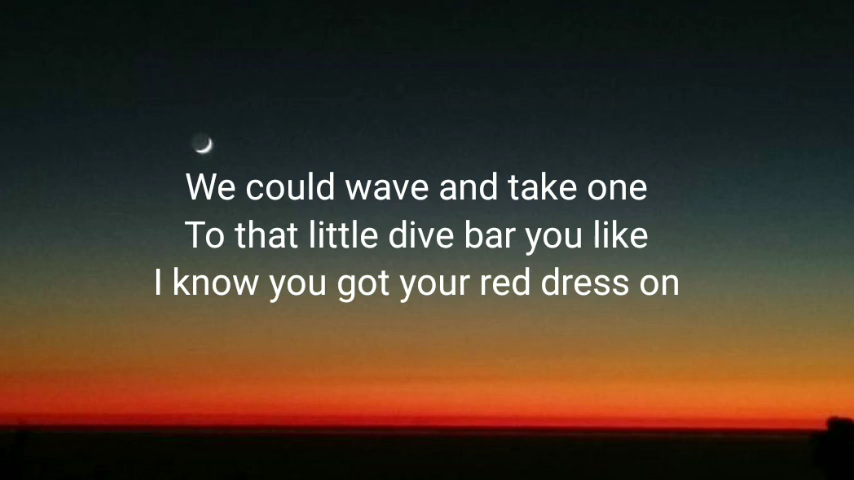 We could wave and take one
To that little dive bar you like
I know you got your red dress on